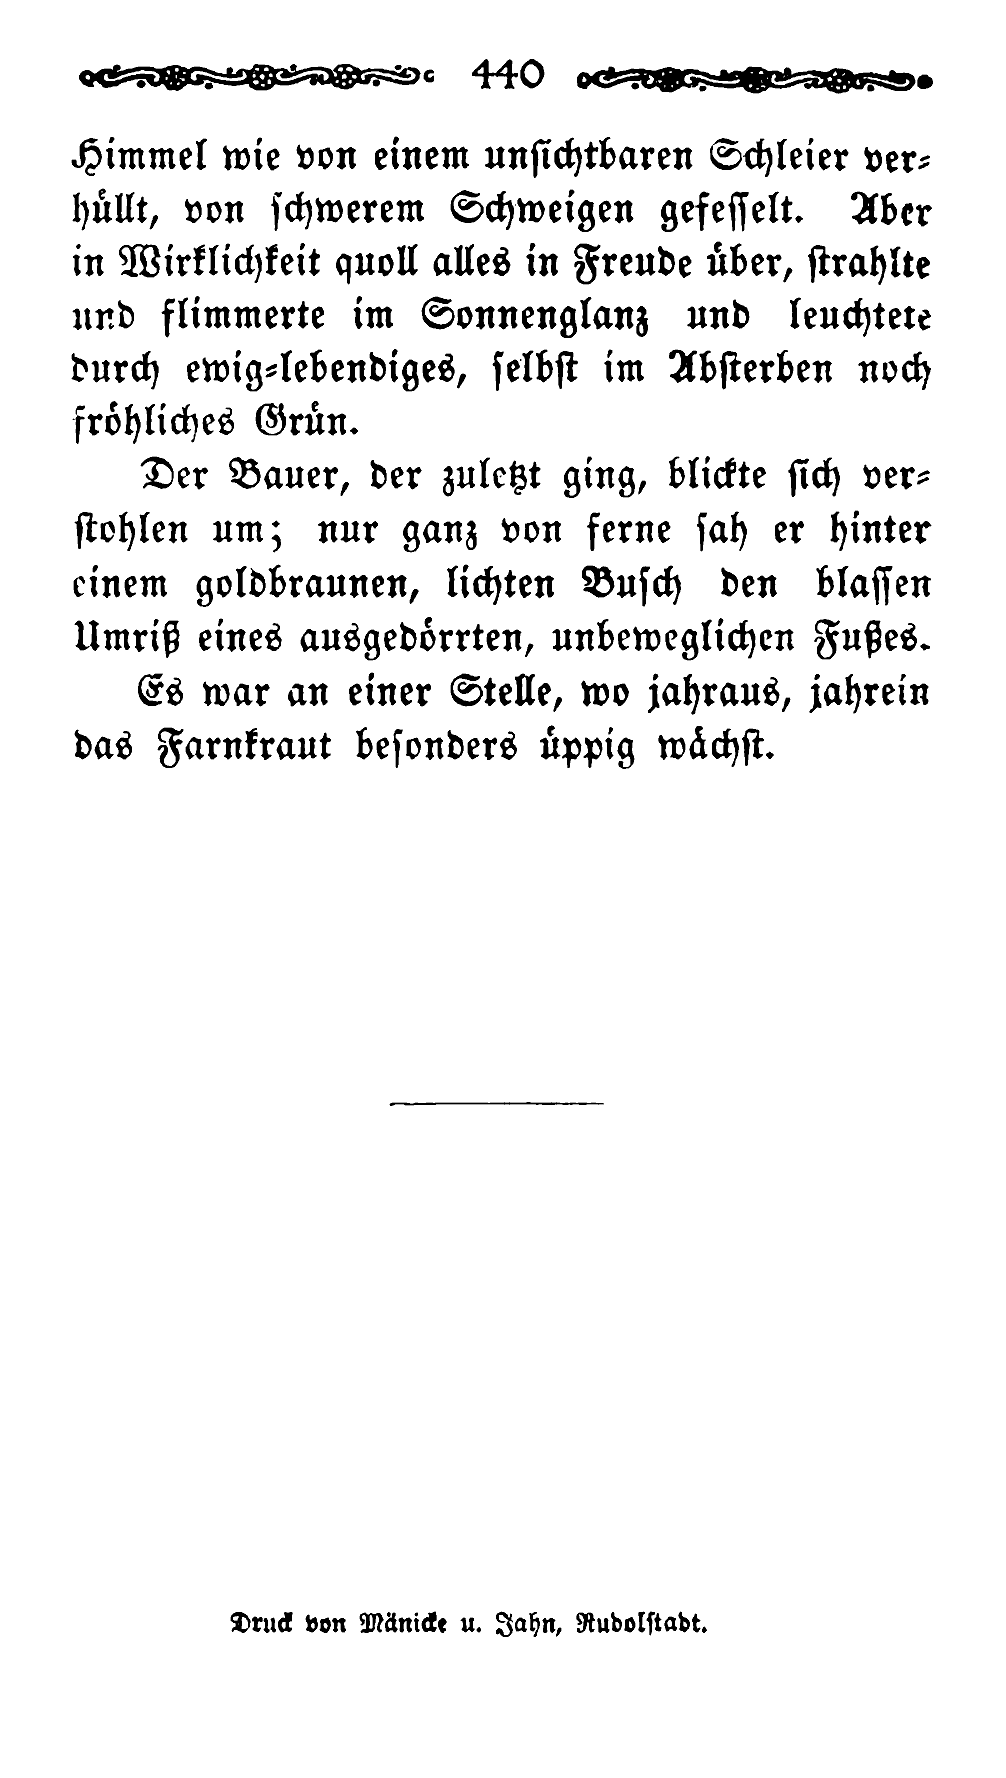 440
Himmel wie von einem unſichtbaren Schleier ver⸗
hüllt, von ſchwerem Schweigen gefeſſelt. Aber
in Wirklichkeit quoll alles in Freude über, ſtrahlte
und flimmerte im Sonnenglanz und leuchtete
durch ewig⸗lebendiges, ſelbſt im Abſterben noch
fröhliches Grün.
Der Bauer, der zuletzt ging, blickte ſich ver⸗
ſtohlen um; nur ganz von ferne ſah er hinter
einem goldbraunen, lichten Buſch den blaſſen
Umriß eines ausgedörrten, unbeweglichen Fußes.
Es war an einer Stelle, wo jahraus, jahrein
das Farnkraut beſonders üppig wächſt.
Druck von Mänicke u. Jahn, Rudolſtadt.